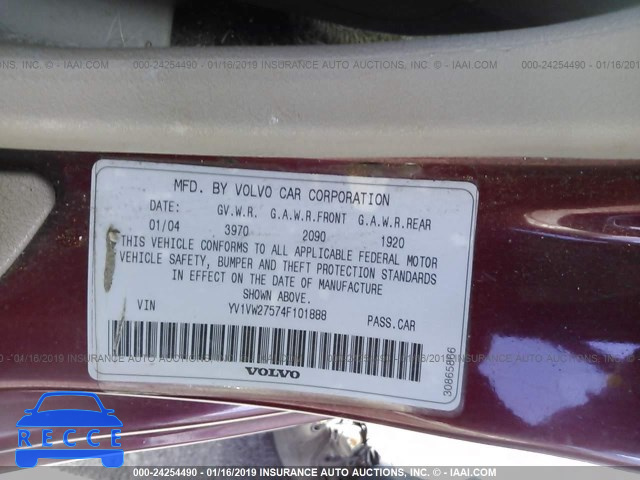 000-24254490 - 01/16/2019 INSURANCE AUTO AUCTIONS, INC. - © IAAI.COM
MFD. BY VOLVO CAR CORPORATION
DATE: GV.W.R. G.A.W.R.FRONT G.A.W.R.REAR
01/04 3970 2090 1920
THIS VEHICLE CONFORMS TO ALL APPLICABLE FEDERAL MOTOR
VEHICLE SAFETY, BUMPER AND THEFT PROTECTION STANDARDS
IN EFFECT ON THE DATE OF MANUFACTURE
SHOWN ABOVE.
VIN YV1VW27574F101888 PASS.CAR
VOLVO
RECCE
000-24254490 - 01/16/2019 INSURANCE AUTO AUCTIONS, INC. - © IAAI.COM